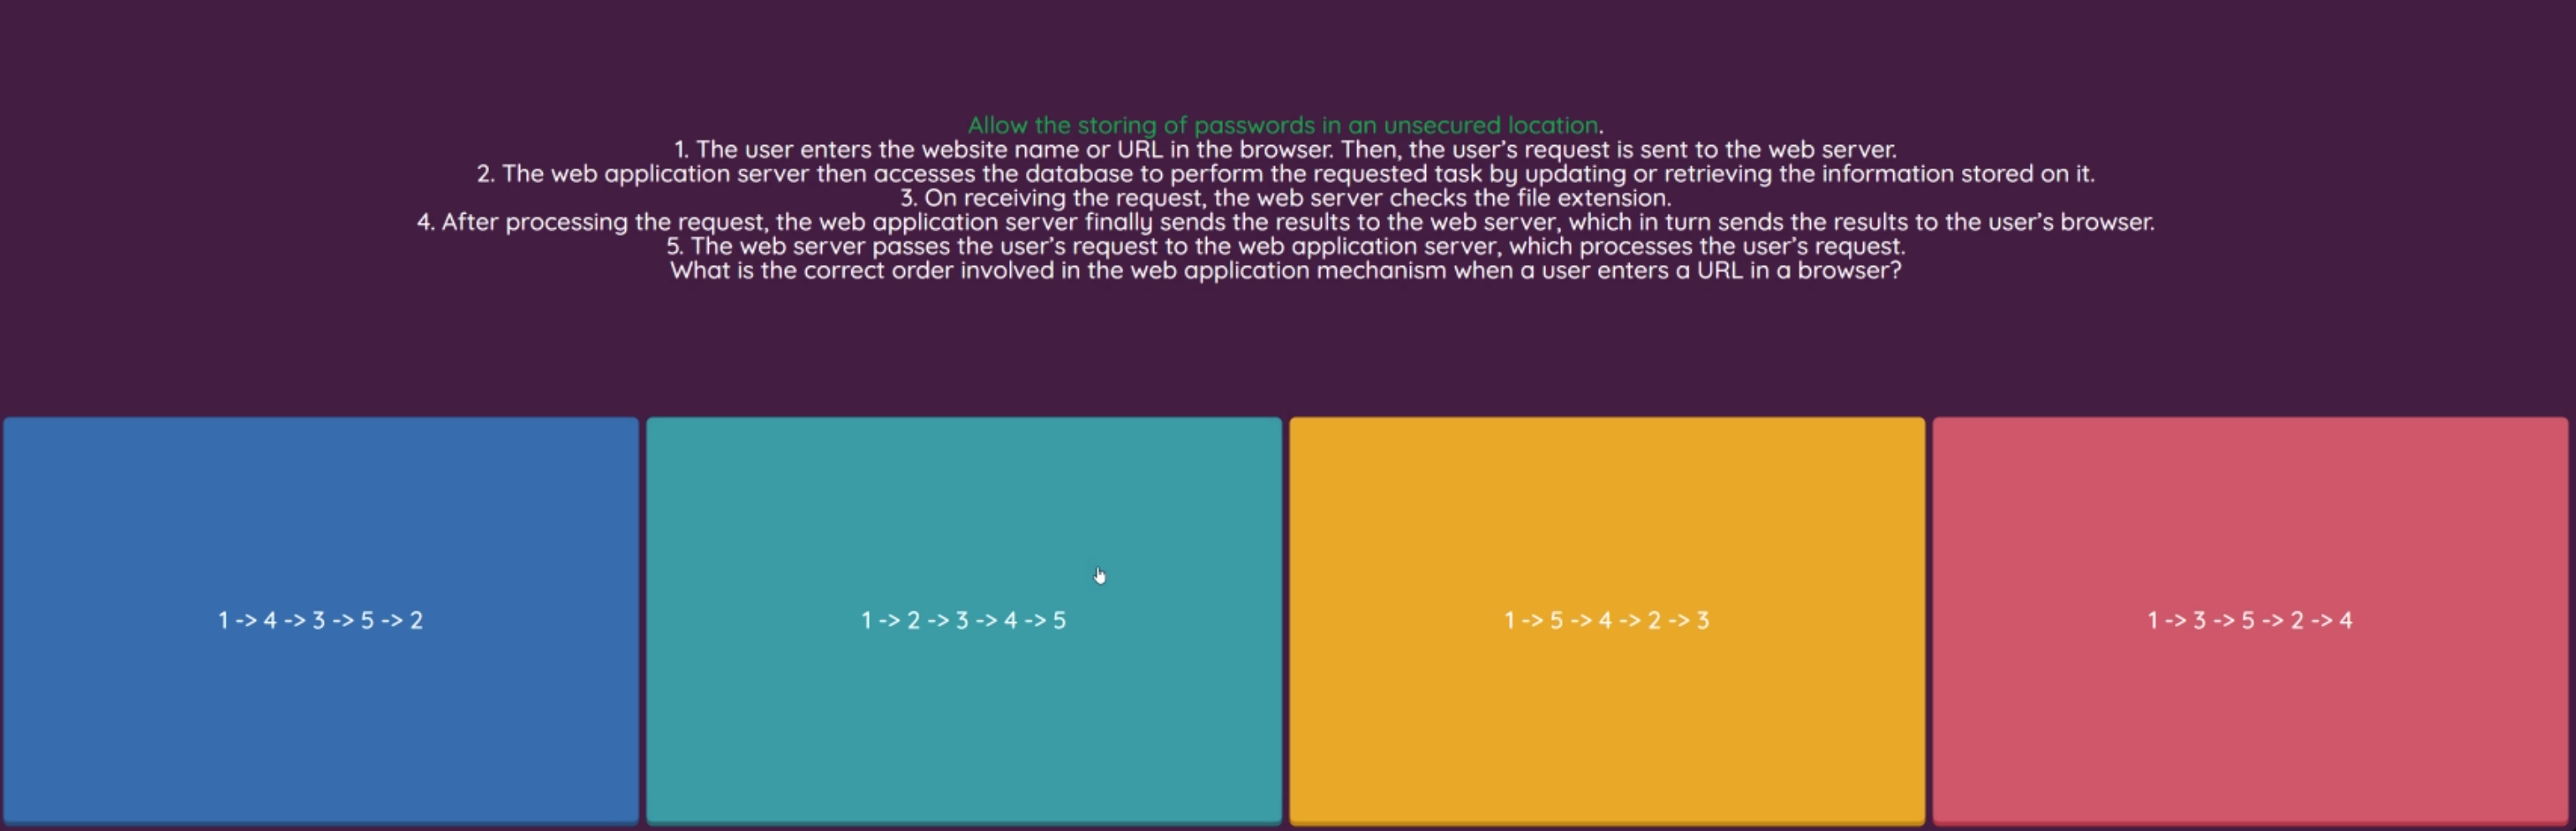 Allow the storing of passwords in an unsecured location.
1. The user enters the website name or URL in the browser. Then, the user's request is sent to the web server.
2. The web application server then accesses the database to perform the requested task by updating or retrieving the information stored on it.
3. On receiving the request, the web server checks the file extension.
4. After processing the request, the web application server finally sends the results to the web server, which in turn sends the results to the user's browser.
5. The web server passes the user's request to the web application server, which processes the user's request.
What is the correct order involved in the web application mechanism when a user enters a URL in a browser?
1 -> 4 -> 3 -> 5 -> 2
1 -> 2 -> 3 -> 4 -> 5
1 -> 5 -> 4 -> 2 -> 3
1 -> 3 -> 5 -> 2 -> 4